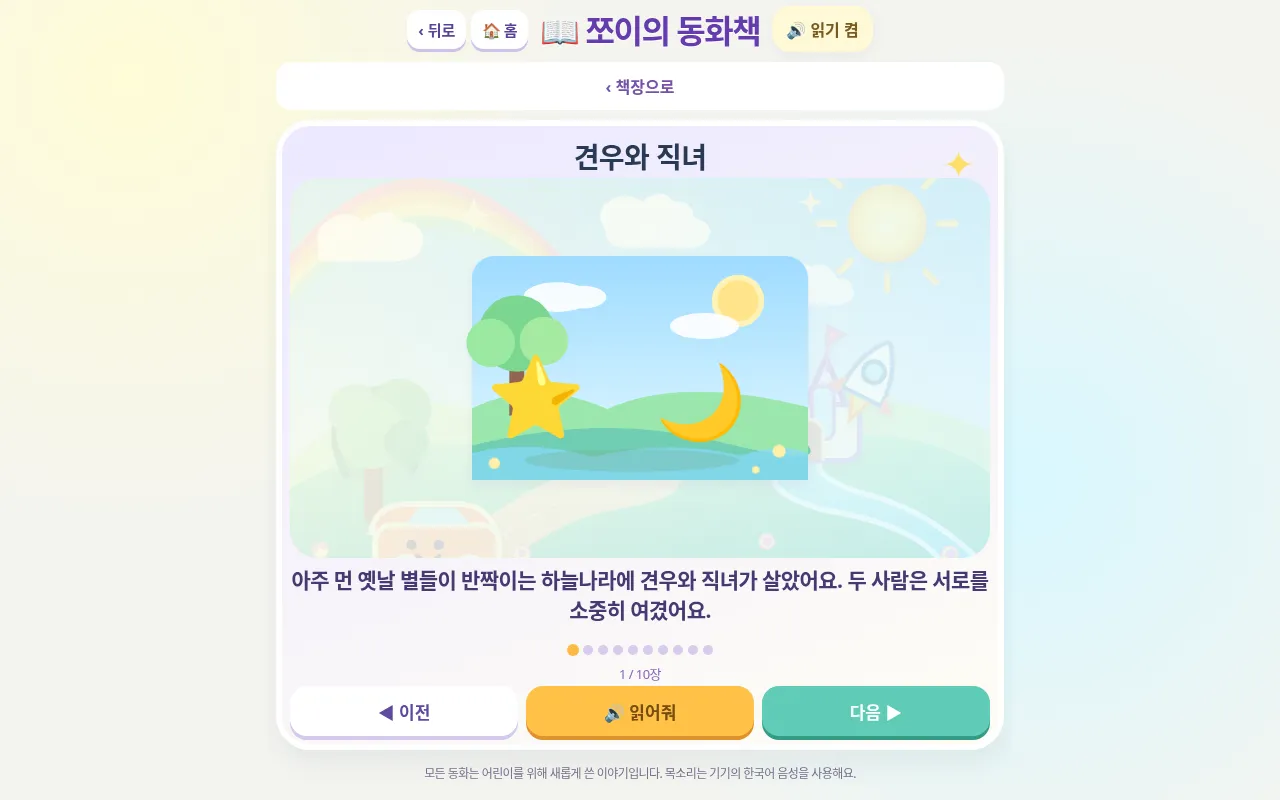 ‹ 뒤로
🏠 홈
📖 쪼이의 동화책
🔊 읽기 켬
‹ 책장으로
견우와 직녀
아주 먼 옛날 별들이 반짝이는 하늘나라에 견우와 직녀가 살았어요. 두 사람은 서로를
소중히 여겼어요.
1 / 10장
◀ 이전
🔊 읽어줘
다음 ▶
모든 동화는 어린이를 위해 새롭게 쓴 이야기입니다. 목소리는 기기의 한국어 음성을 사용해요.